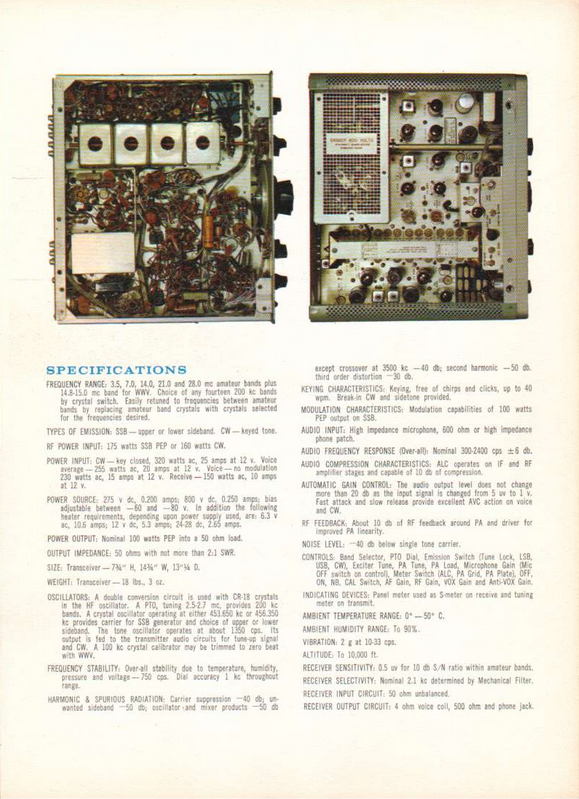 DANGER 800 VOLTS
SPECIFICATIONS
FREQUENCY RANGE: 3.5, 7.0, 14.0, 21.0 and 28.0 mc amateur bands plus
14.8-15.0 mc band for WWV. Choice of any fourteen 200 kc bands
by crystal switch. Easily retuned to frequencies between amateur
bands by replacing amateur band crystals with crystals selected
for the frequencies desired.
TYPES OF EMISSION: SSB — upper or lower sideband. CW — keyed tone.
RF POWER INPUT: 175 watts SSB PEP or 160 watts CW.
POWER INPUT: CW — key closed, 320 watts ac, 25 amps at 12 v. Voice
average — 255 watts ac, 20 amps at 12 v. Voice — no modulation
230 watts ac, 15 amps at 12 v. Receive — 150 watts ac, 10 amps
at 12 v.
POWER SOURCE: 275 v dc, 0.200 amps; 800 v dc, 0.250 amps; bias
adjustable between —60 and —80 v. In addition the following
heater requirements, depending upon power supply used, are: 6.3 v
ac, 10.6 amps; 12 v dc, 5.3 amps; 24-28 dc, 2.65 amps.
POWER OUTPUT: Nominal 100 watts PEP into a 50 ohm load.
OUTPUT IMPEDANCE: 50 ohms with not more than 2:1 SWR.
SIZE: Transceiver — 7¾" H, 14¾" W, 13⅛" D.
WEIGHT: Transceiver — 18 lbs., 3 oz.
OSCILLATORS: A double conversion circuit is used with CR-18 crystals
in the HF oscillator. A PTO, tuning 2.5-2.7 mc, provides 200 kc
bands. A crystal oscillator operating at either 453.650 kc or 456.350
kc provides carrier for SSB generator and choice of upper or lower
sideband. The tone oscillator operates at about 1350 cps. Its
output is fed to the transmitter audio circuits for tune-up signal
and CW. A 100 kc crystal calibrator may be trimmed to zero beat
with WWV.
FREQUENCY STABILITY: Over-all stability due to temperature, humidity,
pressure and voltage — 750 cps. Dial accuracy 1 kc throughout
range.
HARMONIC & SPURIOUS RADIATION: Carrier suppression —40 db; un-
wanted sideband —50 db; oscillator and mixer products —50 db
except crossover at 3500 kc —40 db; second harmonic —50 db.
third order distortion —30 db.
KEYING CHARACTERISTICS: Keying, free of chirps and clicks, up to 40
wpm. Break-in CW and sidetone provided.
MODULATION CHARACTERISTICS: Modulation capabilities of 100 watts
PEP output on SSB.
AUDIO INPUT: High impedance microphone, 600 ohm or high impedance
phone patch.
AUDIO FREQUENCY RESPONSE (Over-all): Nominal 300-2400 cps ±6 db.
AUDIO COMPRESSION CHARACTERISTICS: ALC operates on IF and RF
amplifier stages and capable of 10 db of compression.
AUTOMATIC GAIN CONTROL: The audio output level does not change
more than 20 db as the input signal is changed from 5 uv to 1 v.
Fast attack and slow release provide excellent AVC action on voice
and CW.
RF FEEDBACK: About 10 db of RF feedback around PA and driver for
improved PA linearity.
NOISE LEVEL: —40 db below single tone carrier.
CONTROLS: Band Selector, PTO Dial, Emission Switch (Tune Lock, LSB,
USB, CW), Exciter Tune, PA Tune, PA Load, Microphone Gain (Mic
OFF switch on control), Meter Switch (ALC, PA Grid, PA Plate), OFF,
ON, NB, CAL Switch, AF Gain, RF Gain, VOX Gain and Anti-VOX Gain.
INDICATING DEVICES: Panel meter used as S-meter on receive and tuning
meter on transmit.
AMBIENT TEMPERATURE RANGE: 0° — 50° C.
AMBIENT HUMIDITY RANGE: To 90%.
VIBRATION: 2 g at 10-33 cps.
ALTITUDE: To 10,000 ft.
RECEIVER SENSITIVITY: 0.5 uv for 10 db S/N ratio within amateur bands.
RECEIVER SELECTIVITY: Nominal 2.1 kc determined by Mechanical Filter.
RECEIVER INPUT CIRCUIT: 50 ohm unbalanced.
RECEIVER OUTPUT CIRCUIT: 4 ohm voice coil, 500 ohm and phone jack.